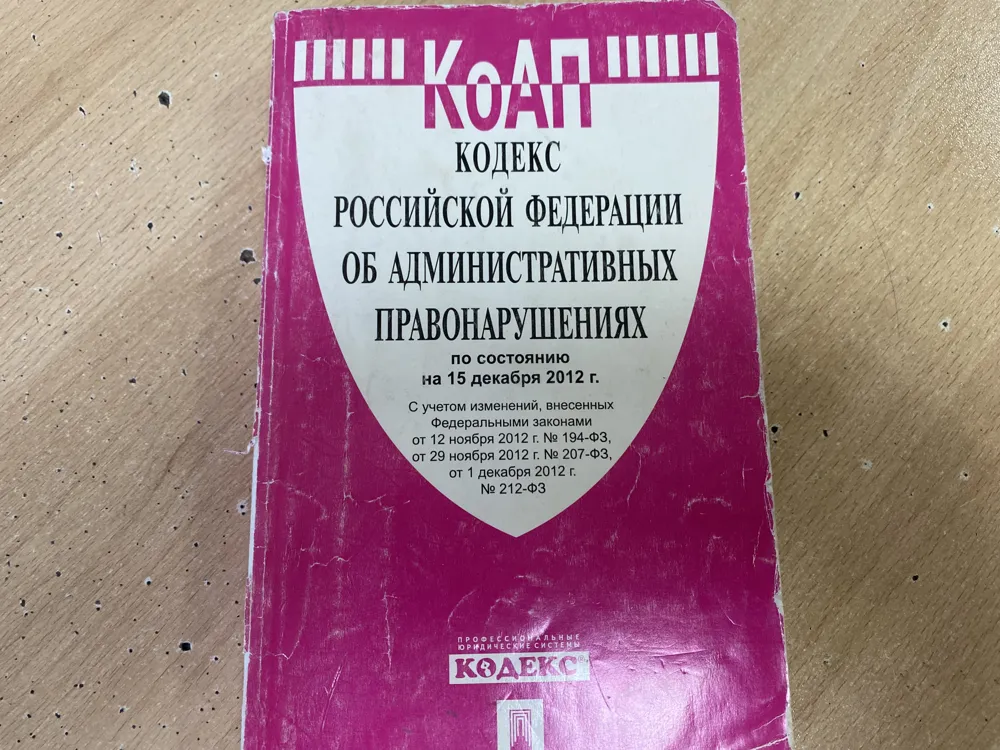 КоАП
КОДЕКС
РОССИЙСКОЙ ФЕДЕРАЦИИ
ОБ АДМИНИСТРАТИВНЫХ
ПРАВОНАРУШЕНИЯХ
по состоянию
на 15 декабря 2012 г.
С учетом изменений, внесенных
Федеральными законами
от 12 ноября 2012 г. № 194-ФЗ,
от 29 ноября 2012 г. № 207-ФЗ,
от 1 декабря 2012 г.
№ 212-ФЗ
ПРОФЕССИОНАЛЬНЫЕ
ЮРИДИЧЕСКИЕ СИСТЕМЫ
КОДЕКС®